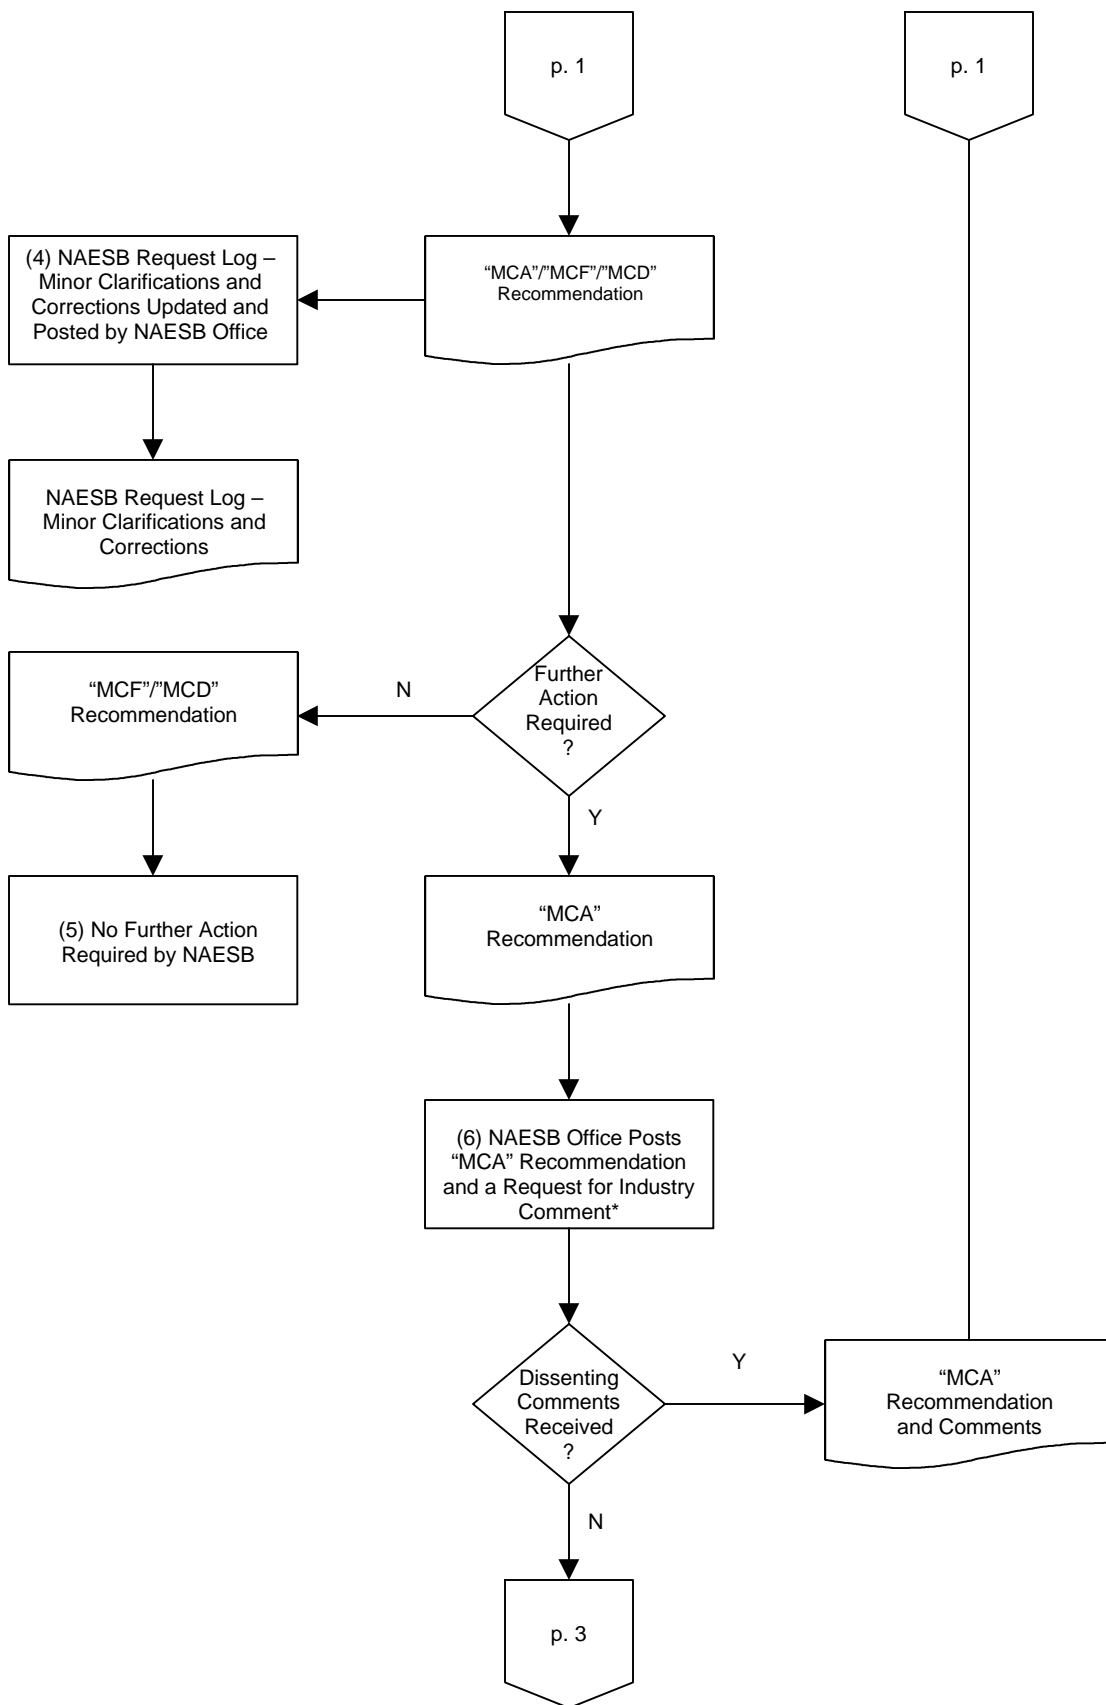 p. 1
p. 1
(4) NAESB Request Log –
Minor Clarifications and
Corrections Updated and
Posted by NAESB Office
“MCA”/”MCF”/”MCD”
Recommendation
NAESB Request Log –
Minor Clarifications and
Corrections
Further
Action
Required
?
N
“MCF”/”MCD”
Recommendation
Y
(5) No Further Action
Required by NAESB
“MCA”
Recommendation
(6) NAESB Office Posts
“MCA” Recommendation
and a Request for Industry
Comment*
Dissenting
Comments
Received
?
Y
“MCA”
Recommendation
and Comments
N
p. 3